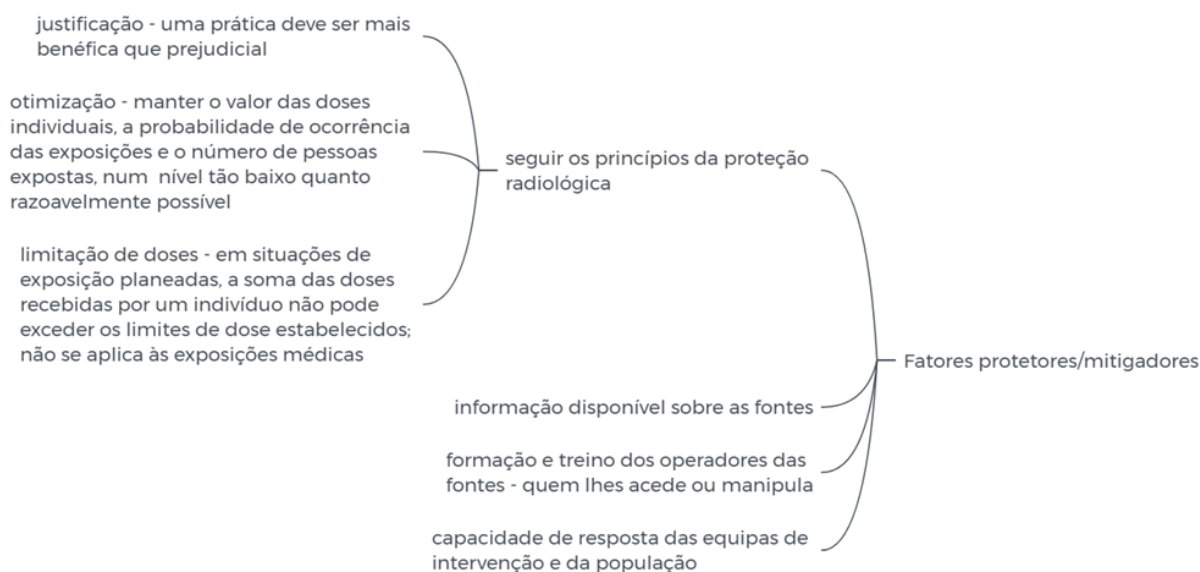 justificação - uma prática deve ser mais
benéfica que prejudicial
otimização - manter o valor das doses
individuais, a probabilidade de ocorrência
das exposições e o número de pessoas
expostas, num nível tão baixo quanto
razoavelmente possível
limitação de doses - em situações de
exposição planeadas, a soma das doses
recebidas por um indivíduo não pode
exceder os limites de dose estabelecidos;
não se aplica às exposições médicas
seguir os princípios da proteção
radiológica
informação disponível sobre as fontes
formação e treino dos operadores das
fontes - quem lhes acede ou manipula
capacidade de resposta das equipas de
intervenção e da população
Fatores protetores/mitigadores